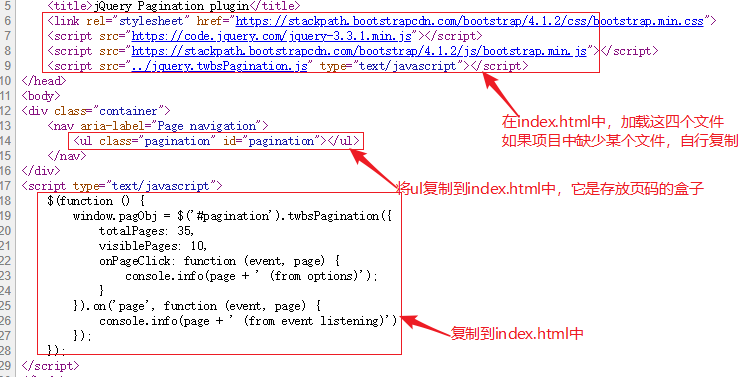 5 <title>jQuery Pagination plugin</title>
6 <link rel="stylesheet" href="https://stackpath.bootstrapcdn.com/bootstrap/4.1.2/css/bootstrap.min.css">
7 <script src="https://code.jquery.com/jquery-3.3.1.min.js"></script>
8 <script src="https://stackpath.bootstrapcdn.com/bootstrap/4.1.2/js/bootstrap.min.js"></script>
9 <script src="../jquery.twbsPagination.js" type="text/javascript"></script>
10 </head>
11 <body>
在index.html中，加载这四个文件
如果项目中缺少某个文件，自行复制
12 <div class="container">
13 <nav aria-label="Page navigation">
14 <ul class="pagination" id="pagination"></ul>
15 </nav>
16 </div>
将ul复制到index.html中，它是存放页码的盒子
17 <script type="text/javascript">
18 $(function () {
19 window.pagObj = $('#pagination').twbsPagination({
20 totalPages: 35,
21 visiblePages: 10,
22 onPageClick: function (event, page) {
23 console.info(page + ' (from options)');
24 }
25 }).on('page', function (event, page) {
26 console.info(page + ' (from event listening)')
27 });
复制到index.html中
28 });
29 </script>